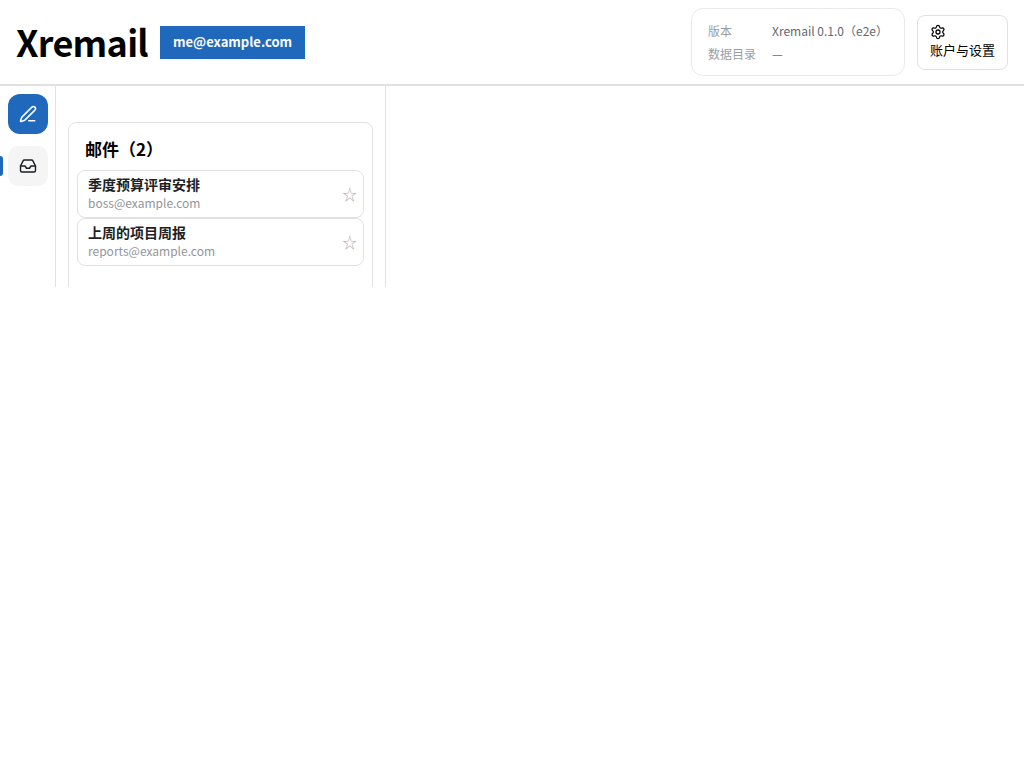 Xremail
me@example.com
版本 Xremail 0.1.0（e2e）
数据目录 —
账户与设置
邮件（2）
季度预算评审安排
boss@example.com
上周的项目周报
reports@example.com